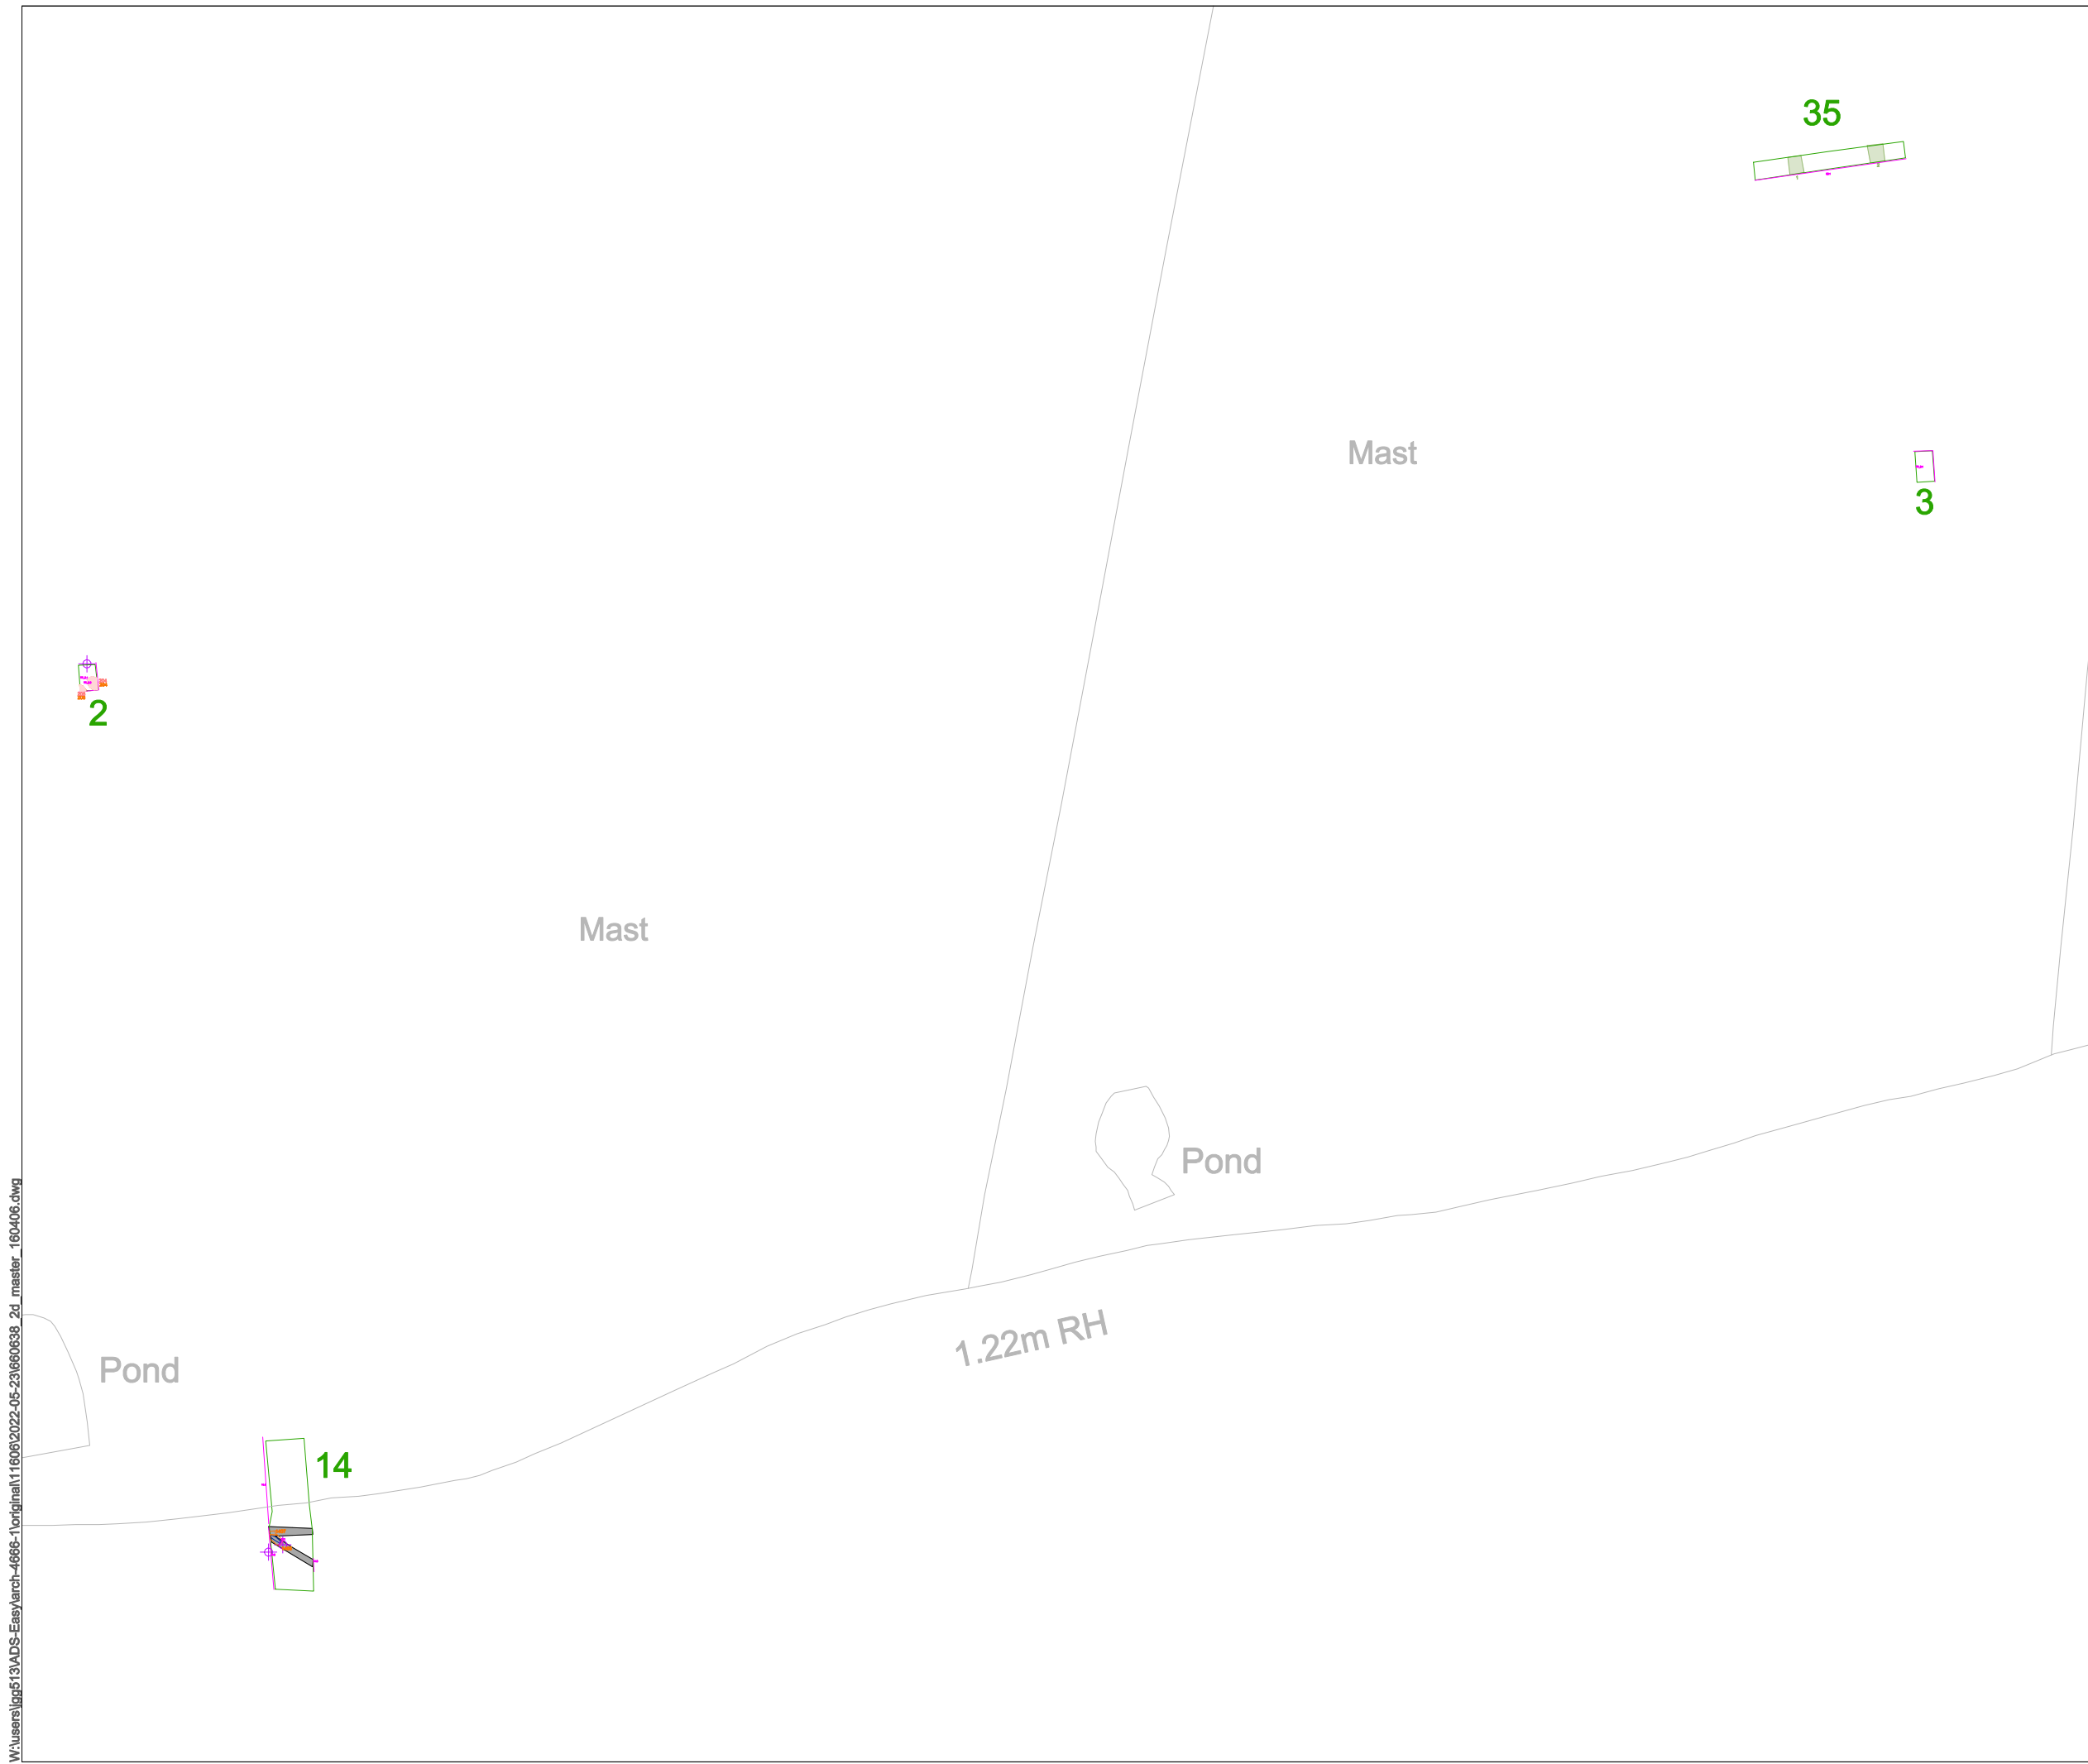 35
Mast
3
2
Mast
Pond
1.22m RH
Pond
14
W:\users\jgg513\ADS-Easy\arch-4666-1\original\11606\2022-05-23\660638_2d_master_160406.dwg